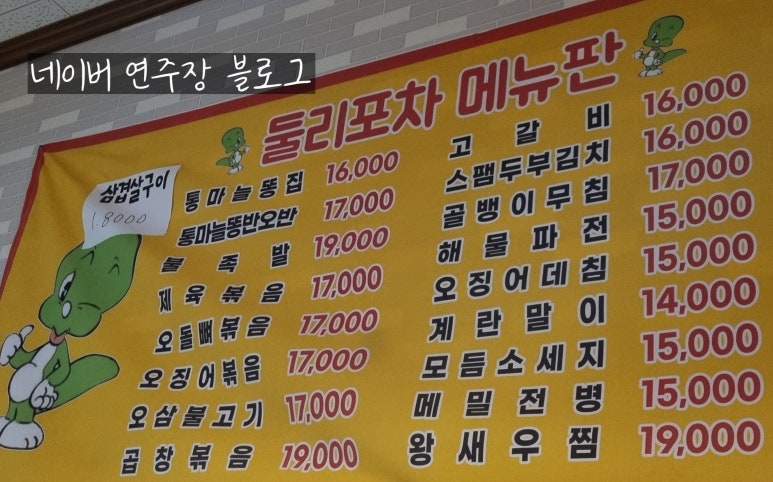 네이버 연주장 블로그
둘리포차 메뉴판
삼겹살구이
1.8000
통마늘똥집 16,000
통마늘똥반오반 17,000
불족발 19,000
제육볶음 17,000
오돌뼈볶음 17,000
오징어볶음 17,000
오삼불고기 17,000
곱창볶음 19,000
고갈비 16,000
스팸두부김치 16,000
골뱅이무침 17,000
해물파전 15,000
오징어데침 15,000
계란말이 14,000
모듬소세지 15,000
메밀전병 15,000
왕새우찜 19,000